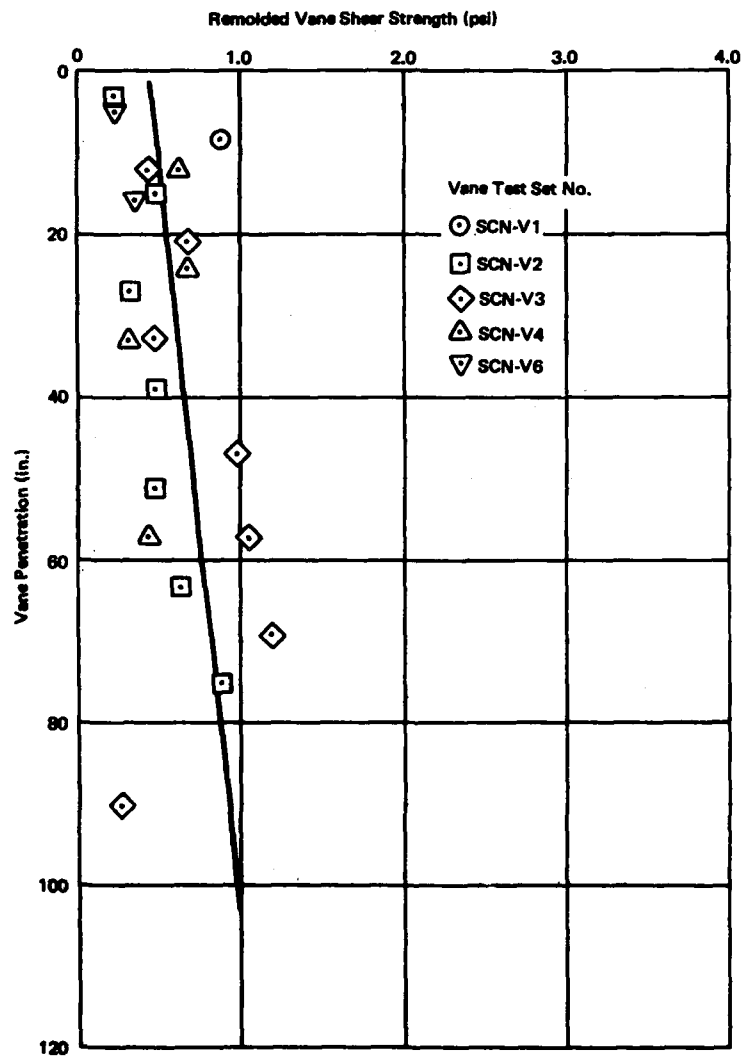 Remolded Vane Shear Strength (psi)
0 1.0 2.0 3.0 4.0
0
20
40
60
80
100
120
Vane Penetration (in.)
Vane Test Set No.
SCN-V1
SCN-V2
SCN-V3
SCN-V4
SCN-V6